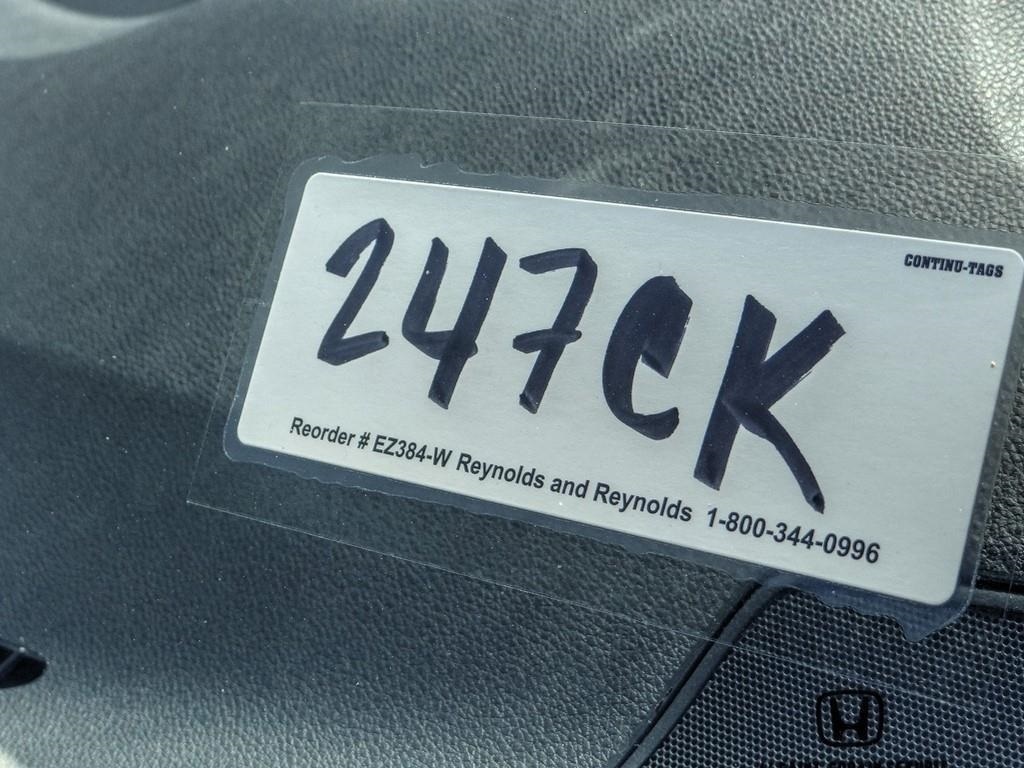 CONTINU-TAGS
247CK
Reorder # EZ384-W Reynolds and Reynolds 1-800-344-0996